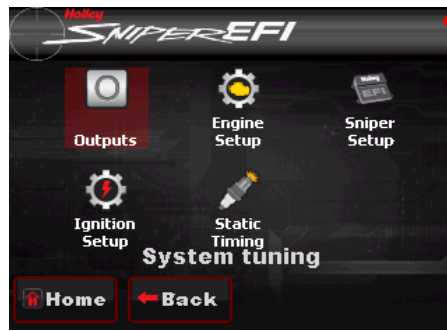 Holley
SNIPER EFI
Outputs
Engine Setup
Sniper Setup
Holley
EFI
Ignition Setup
Static Timing
System tuning
Home
Back